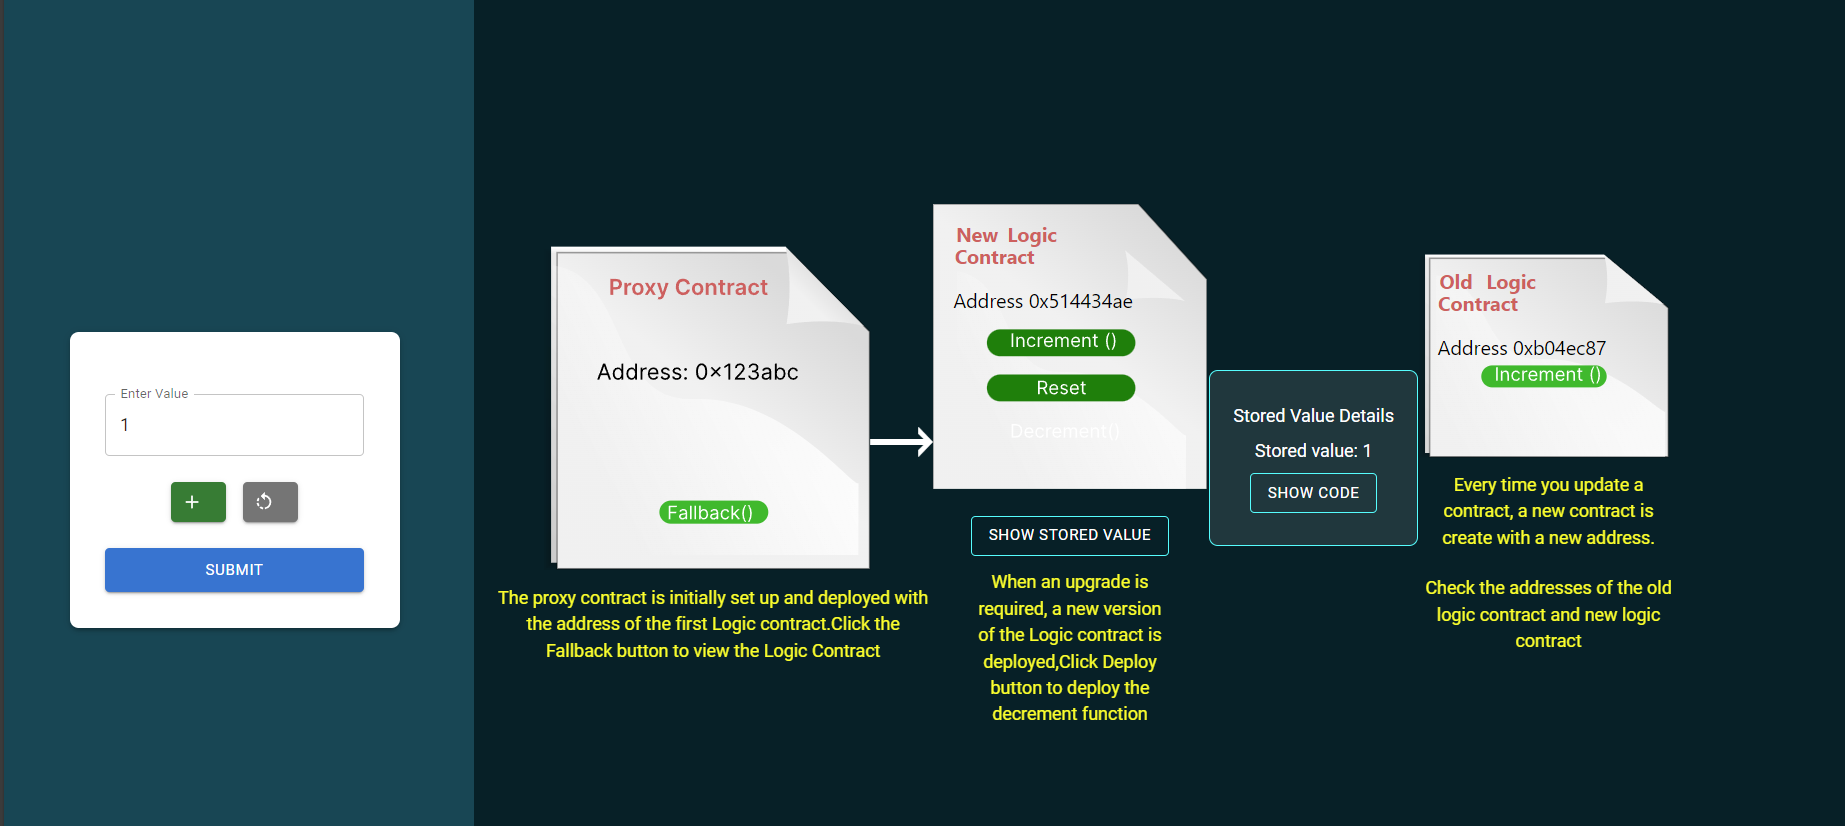 Enter Value
1
SUBMIT
Proxy Contract
Address: 0×123abc
Fallback()
The proxy contract is initially set up and deployed with
the address of the first Logic contract.Click the
Fallback button to view the Logic Contract
New Logic
Contract
Address 0x514434ae
Increment ()
Reset
Decrement()
SHOW STORED VALUE
When an upgrade is
required, a new version
of the Logic contract is
deployed,Click Deploy
button to deploy the
decrement function
Stored Value Details
Stored value: 1
SHOW CODE
Old Logic
Contract
Address 0xb04ec87
Increment ()
Every time you update a
contract, a new contract is
create with a new address.
Check the addresses of the old
logic contract and new logic
contract